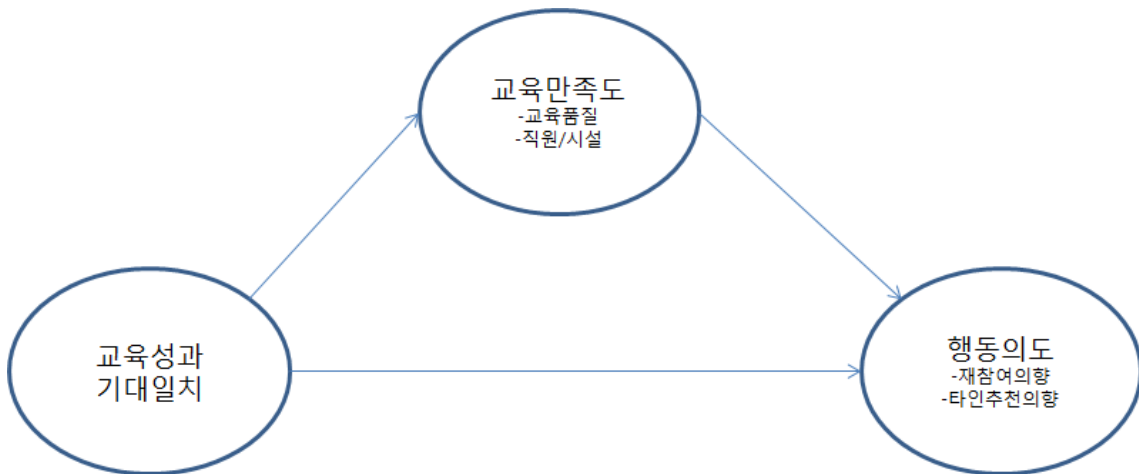 교육만족도
-교육품질
-직원/시설
교육성과
기대일치
행동의도
-재참여의향
-타인추천의향